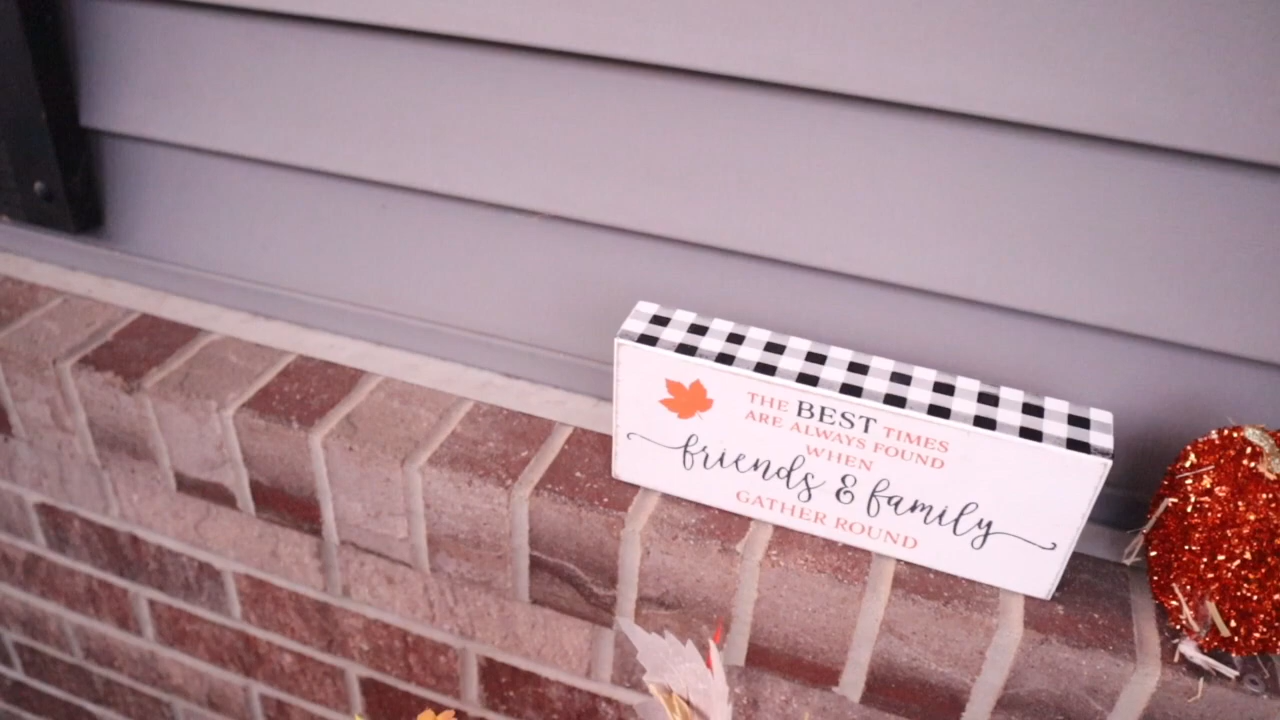 THE BEST TIMES
ARE ALWAYS FOUND
WHEN
friends & family
GATHER ROUND